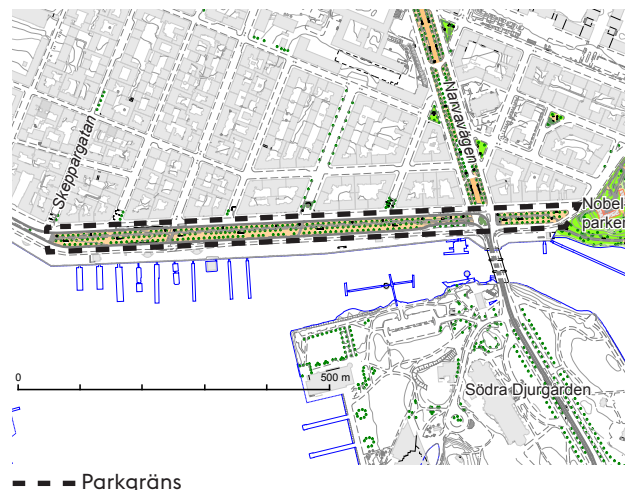 Skeppargatan
Narvavägen
Nobel-
parken
0
500 m
Södra Djurgården
Parkgräns